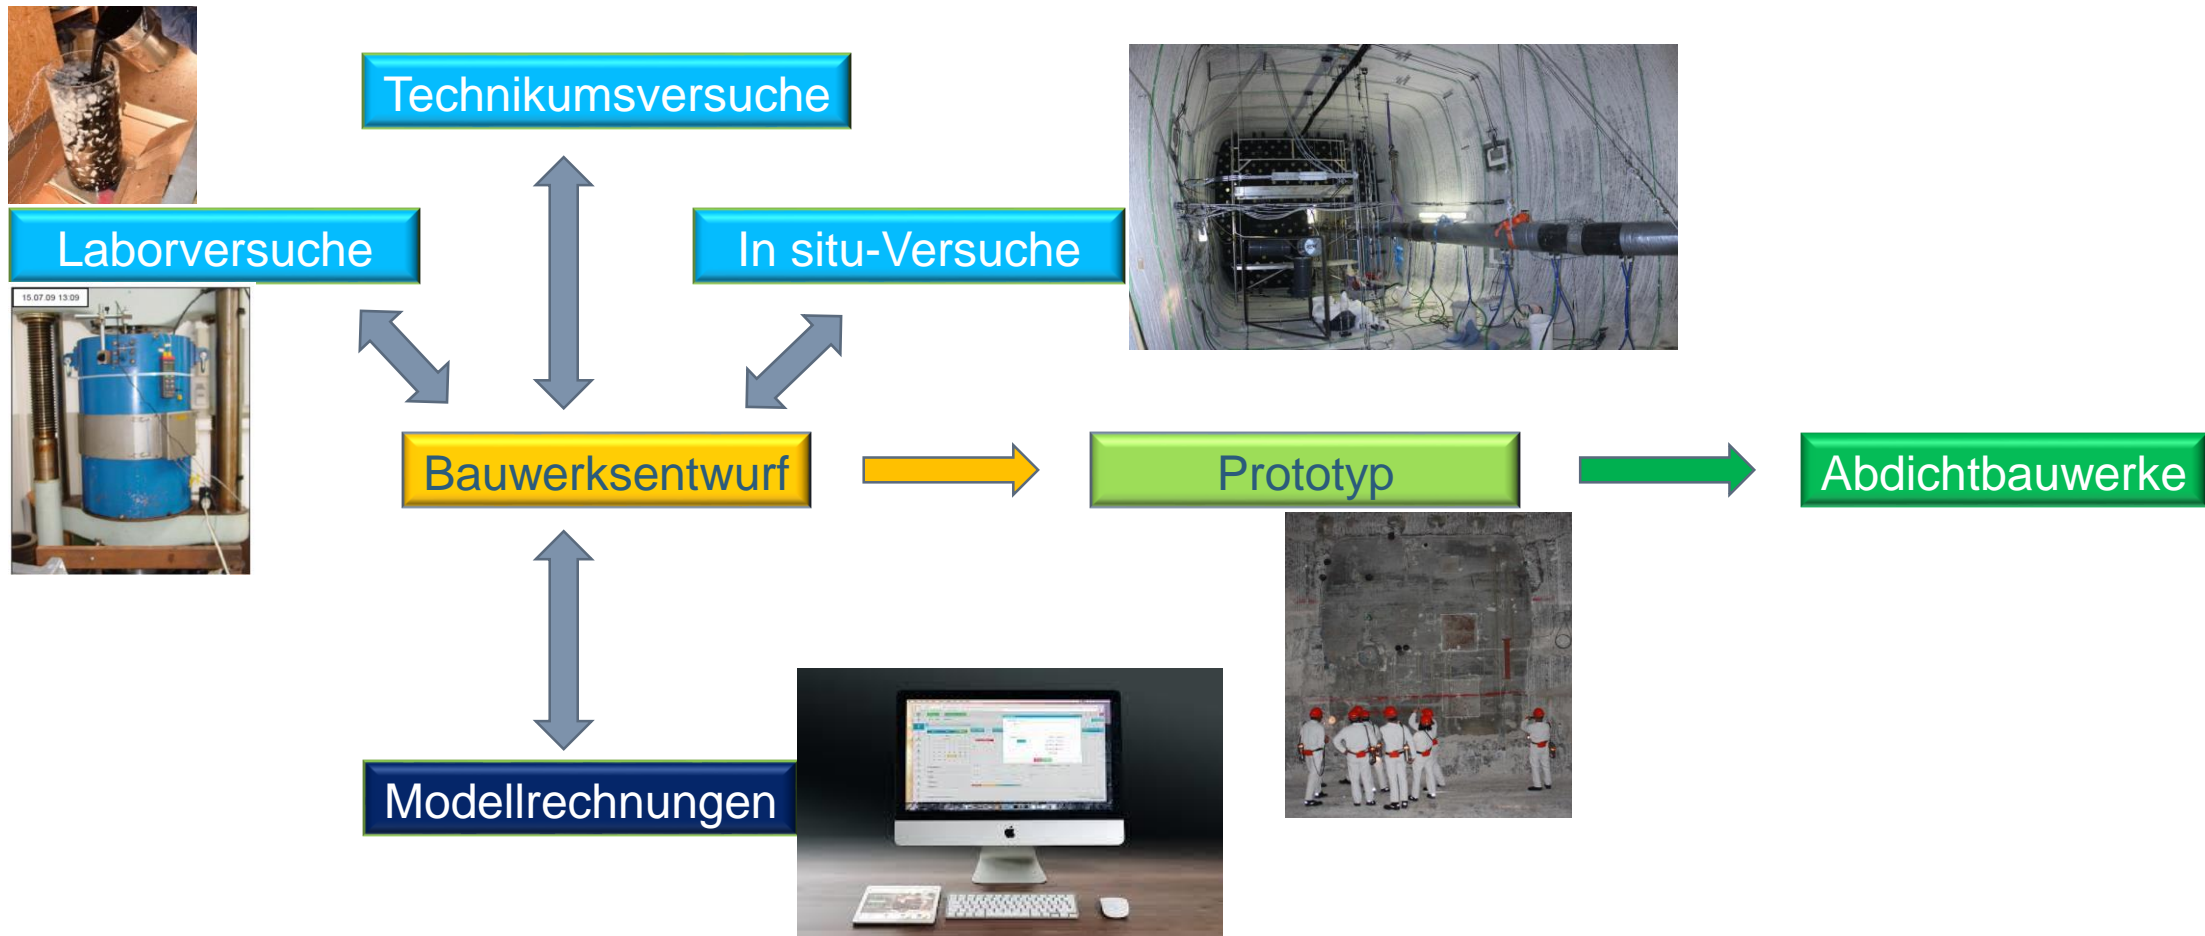 Technikumsversuche
Laborversuche
In situ-Versuche
15.07.09 13:09
Bauwerksentwurf
Prototyp
Abdichtbauwerke
Modellrechnungen